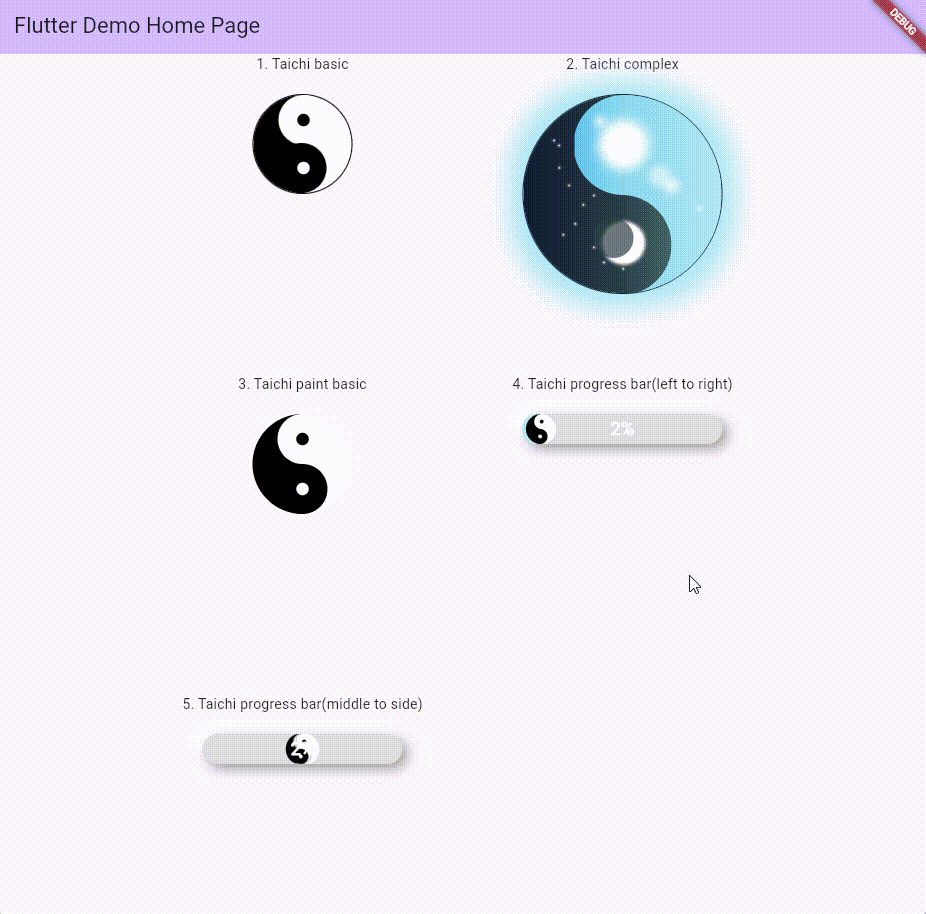 Flutter Demo Home Page
DEBUG
1. Taichi basic
2. Taichi complex
3. Taichi paint basic
4. Taichi progress bar(left to right)
2%
5. Taichi progress bar(middle to side)